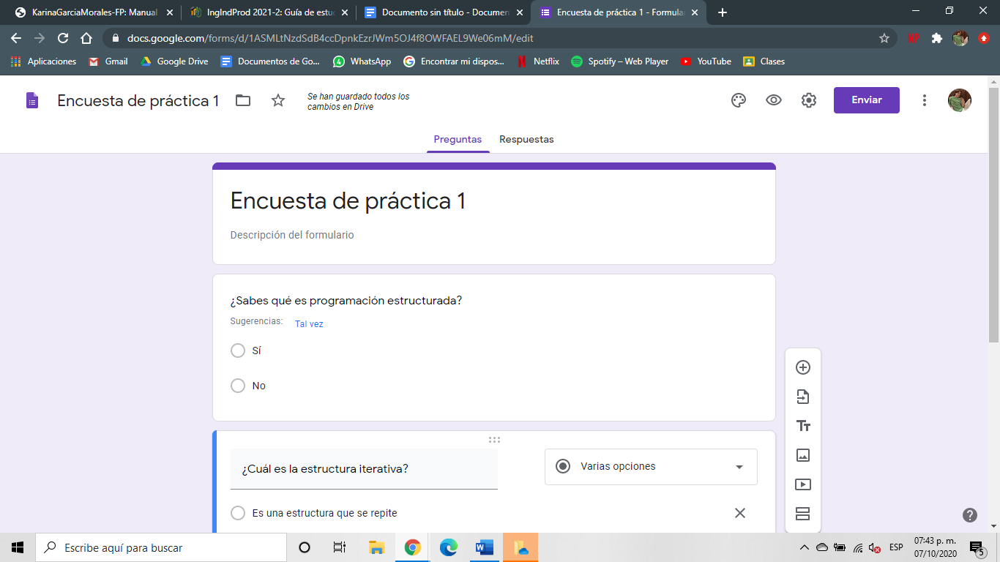 KarinaGarciaMorales-FP: Manual
IngIndProd 2021-2: Guía de estu
Documento sin título - Documen
Encuesta de práctica 1 - Formula
docs.google.com/forms/d/1ASMLtNzdSdB4ccDpnkEzrJWm5OJ4f8OWFAEL9We06mM/edit
Aplicaciones
Gmail
Google Drive
Documentos de Go...
WhatsApp
Encontrar mi dispos...
Netflix
Spotify – Web Player
YouTube
Clases
Encuesta de práctica 1
Se han guardado todos los
cambios en Drive
Enviar
Preguntas
Respuestas
Encuesta de práctica 1
Descripción del formulario
¿Sabes qué es programación estructurada?
Sugerencias:
Tal vez
Sí
No
¿Cuál es la estructura iterativa?
Varias opciones
Es una estructura que se repite
Escribe aquí para buscar
ESP
07:43 p. m.
07/10/2020
5